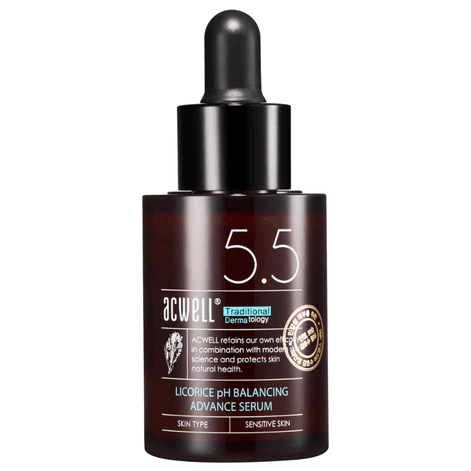 5.5
acwell®
Traditional
Dermatology
ACWELL retains our own
in combination with modern
science and protects skin
natural health.
LICORICE pH BALANCING
ADVANCE SERUM
SKIN TYPE
SENSITIVE SKIN